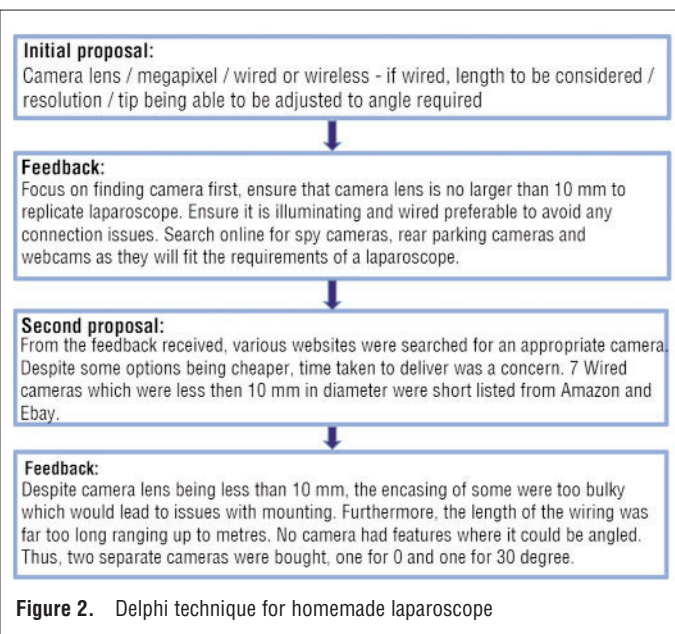 Initial proposal:
Camera lens / megapixel / wired or wireless - if wired, length to be considered /
resolution / tip being able to be adjusted to angle required
Feedback:
Focus on finding camera first, ensure that camera lens is no larger than 10 mm to
replicate laparoscope. Ensure it is illuminating and wired preferable to avoid any
connection issues. Search online for spy cameras, rear parking cameras and
webcams as they will fit the requirements of a laparoscope.
Second proposal:
From the feedback received, various websites were searched for an appropriate camera.
Despite some options being cheaper, time taken to deliver was a concern. 7 Wired
cameras which were less then 10 mm in diameter were short listed from Amazon and
Ebay.
Feedback:
Despite camera lens being less than 10 mm, the encasing of some were too bulky
which would lead to issues with mounting. Furthermore, the length of the wiring was
far too long ranging up to metres. No camera had features where it could be angled.
Thus, two separate cameras were bought, one for 0 and one for 30 degree.
Figure 2. Delphi technique for homemade laparoscope